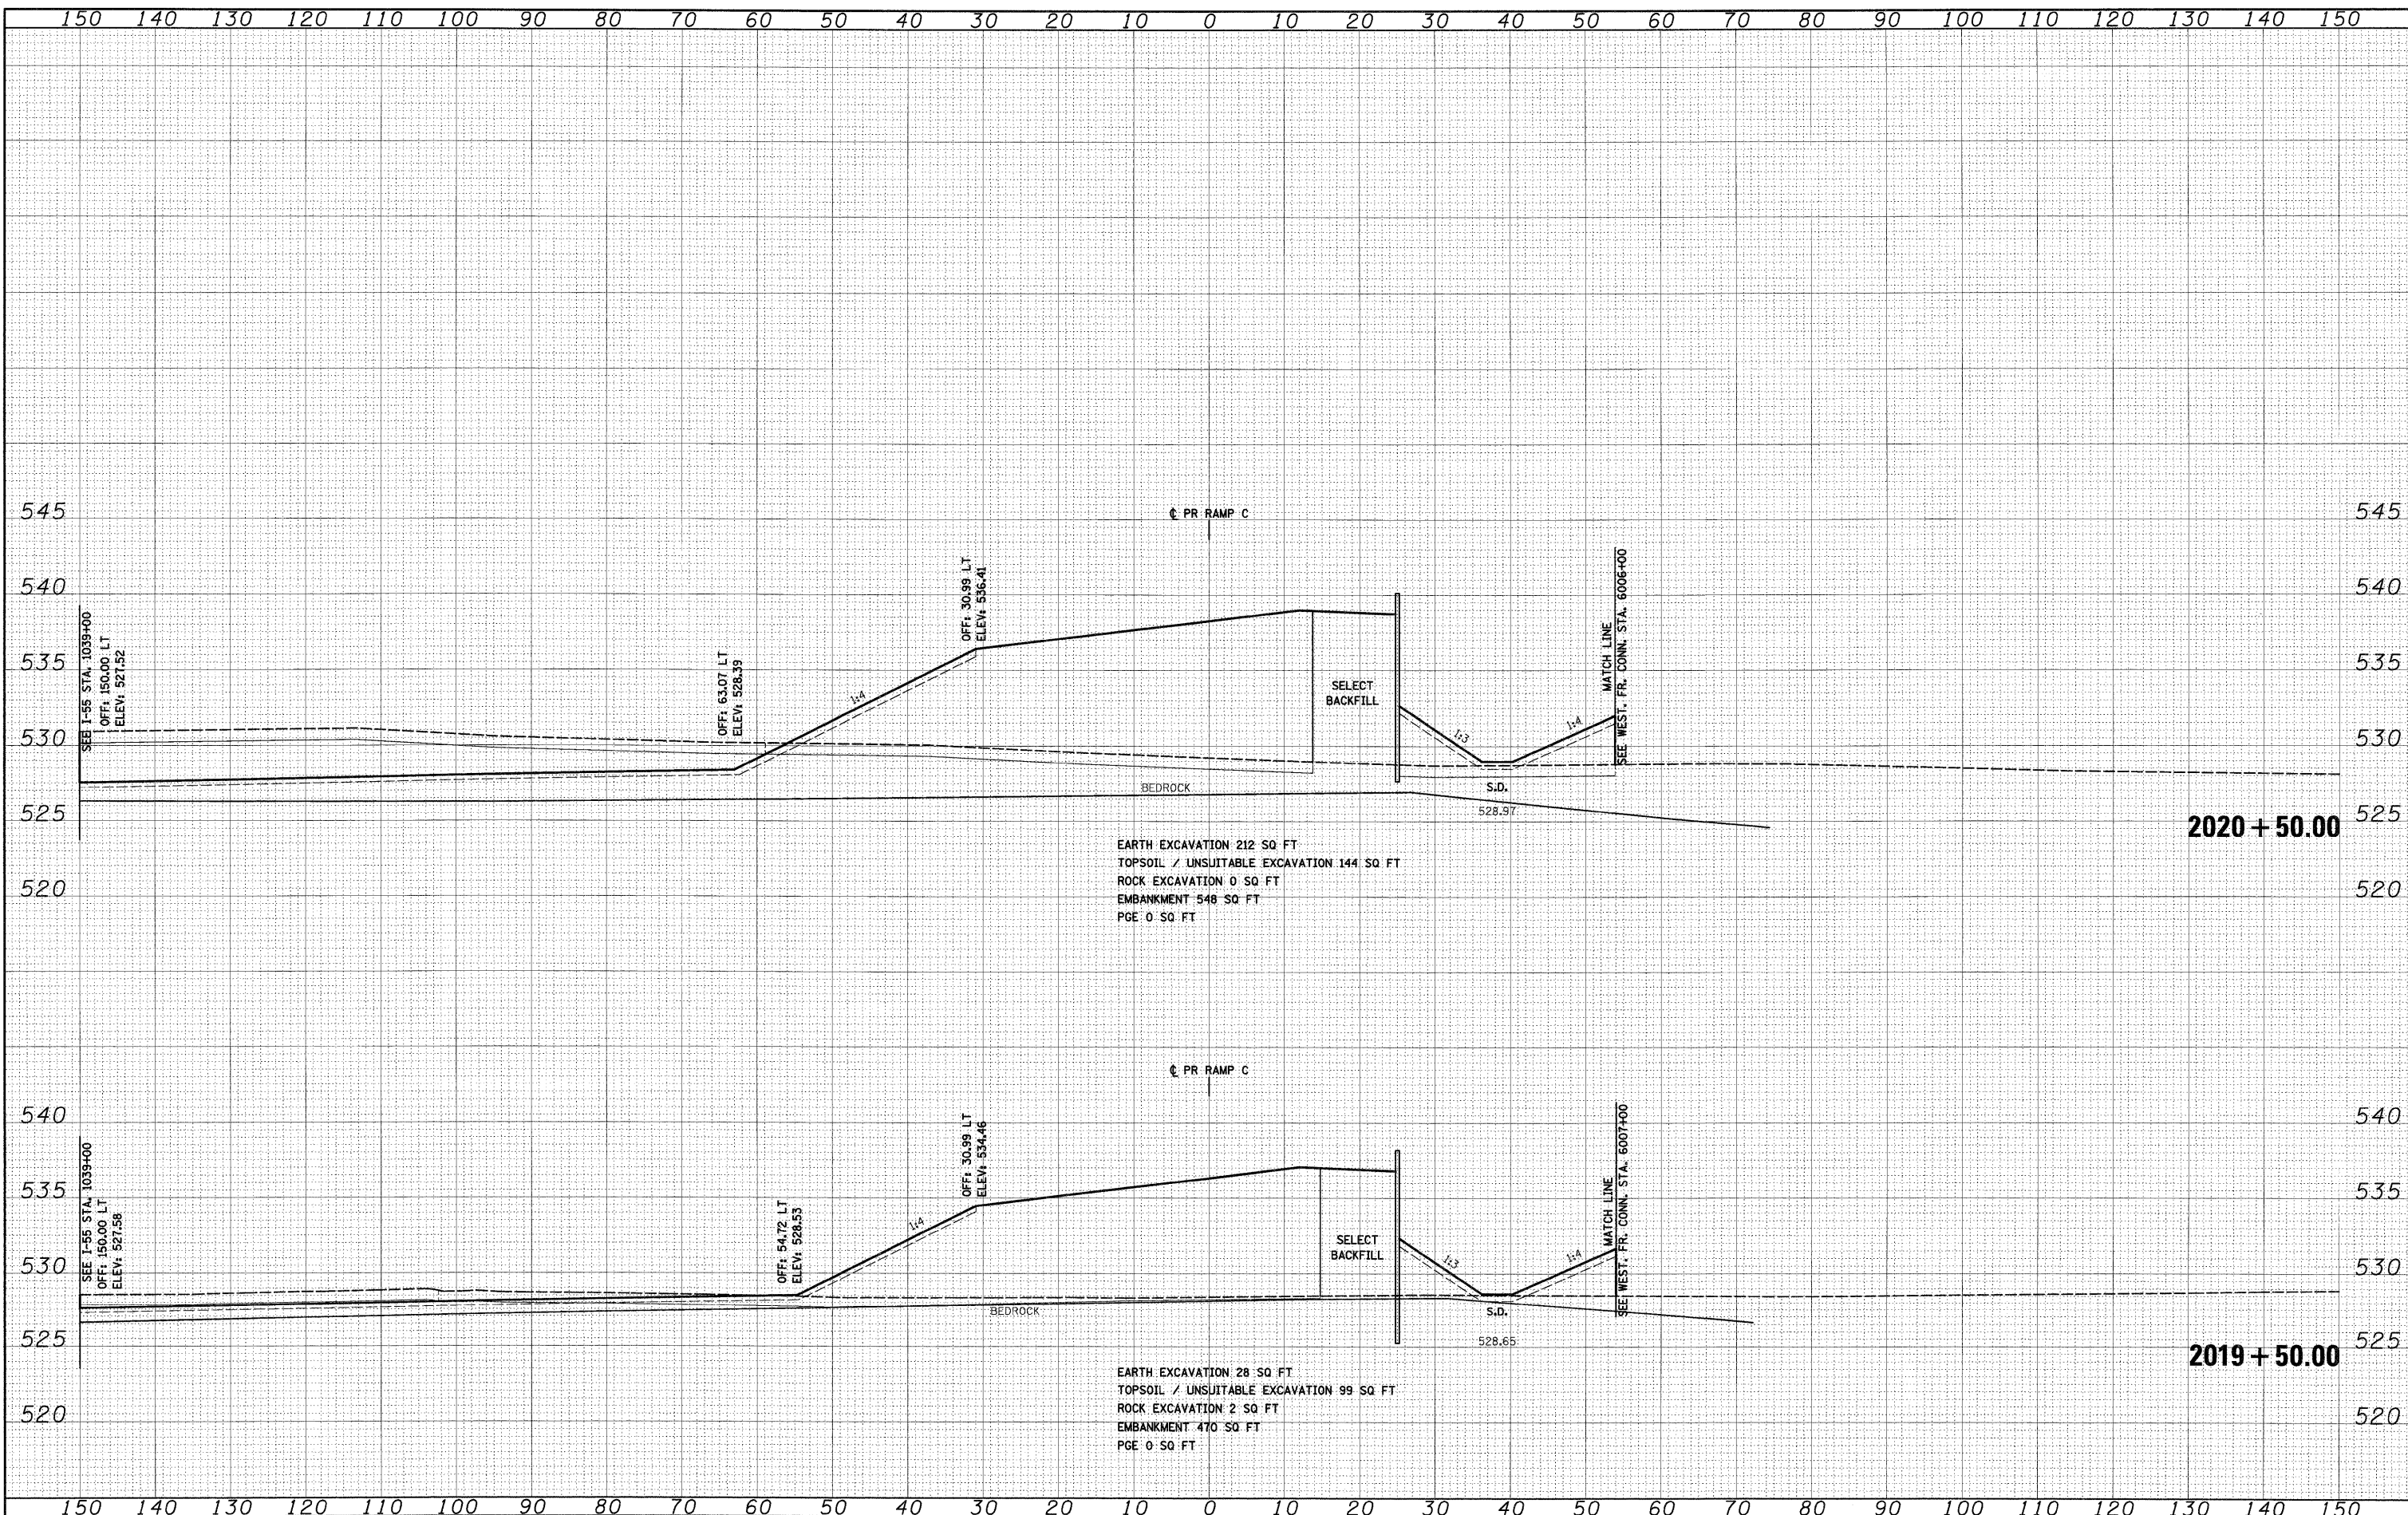 150 140 130 120 110 100 90 80 70 60 50 40 30 20 10 0 10 20 30 40 50 60 70 80 90 100 110 120 130 140 150
545 545
℄ PR RAMP C
540 540
535 535
530 530
525 525
520 520
SEE I-55 STA. 1039+00
OFF: 150.00 LT
ELEV: 527.52
OFF: 63.07 LT
ELEV: 528.39
1:4
OFF: 30.99 LT
ELEV: 536.41
SELECT
BACKFILL
1:3
1:4
MATCH LINE
SEE WEST. FR. CONN. STA. 6006+00
BEDROCK
S.D.
528.97
2020+50.00
EARTH EXCAVATION 212 SQ FT
TOPSOIL / UNSUITABLE EXCAVATION 144 SQ FT
ROCK EXCAVATION 0 SQ FT
EMBANKMENT 548 SQ FT
PGE 0 SQ FT
℄ PR RAMP C
540 540
535 535
530 530
525 525
520 520
SEE I-55 STA. 1039+00
OFF: 150.00 LT
ELEV: 527.58
OFF: 54.72 LT
ELEV: 528.53
1:4
OFF: 30.99 LT
ELEV: 534.46
SELECT
BACKFILL
1:3
1:4
MATCH LINE
SEE WEST. FR. CONN. STA. 6007+00
BEDROCK
S.D.
528.65
2019+50.00
EARTH EXCAVATION 28 SQ FT
TOPSOIL / UNSUITABLE EXCAVATION 99 SQ FT
ROCK EXCAVATION 2 SQ FT
EMBANKMENT 470 SQ FT
PGE 0 SQ FT
150 140 130 120 110 100 90 80 70 60 50 40 30 20 10 0 10 20 30 40 50 60 70 80 90 100 110 120 130 140 150